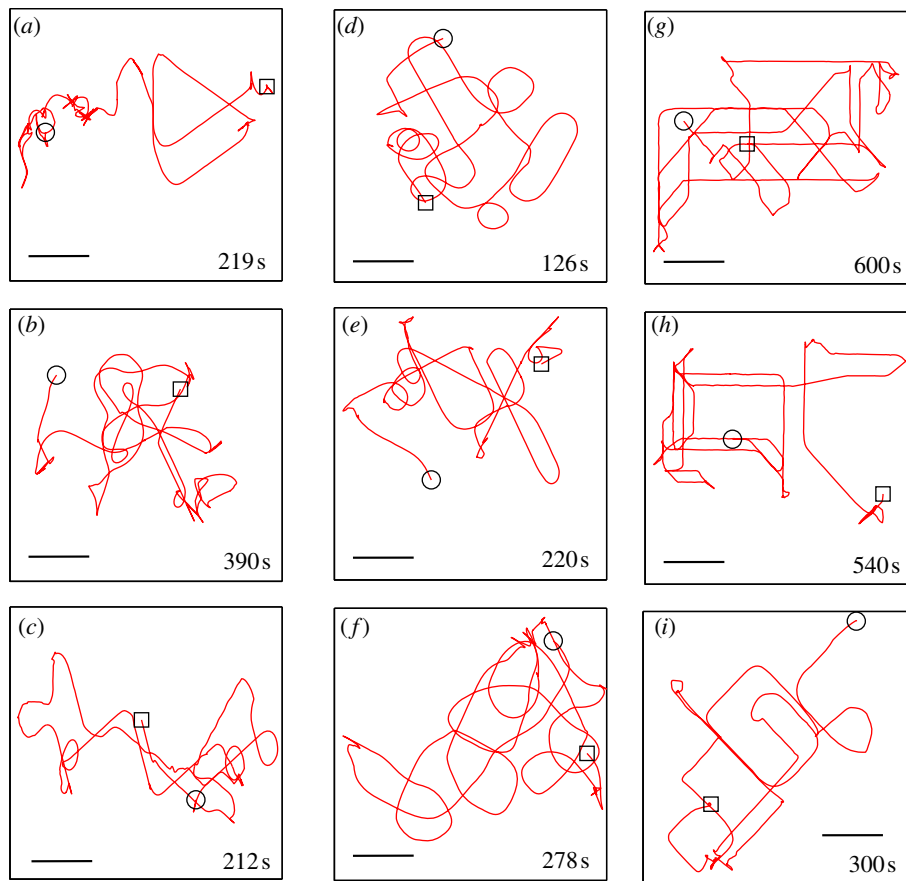 (a)
219 s
(d)
126 s
(g)
600 s
(b)
390 s
(e)
220 s
(h)
540 s
(c)
212 s
(f)
278 s
(i)
300 s